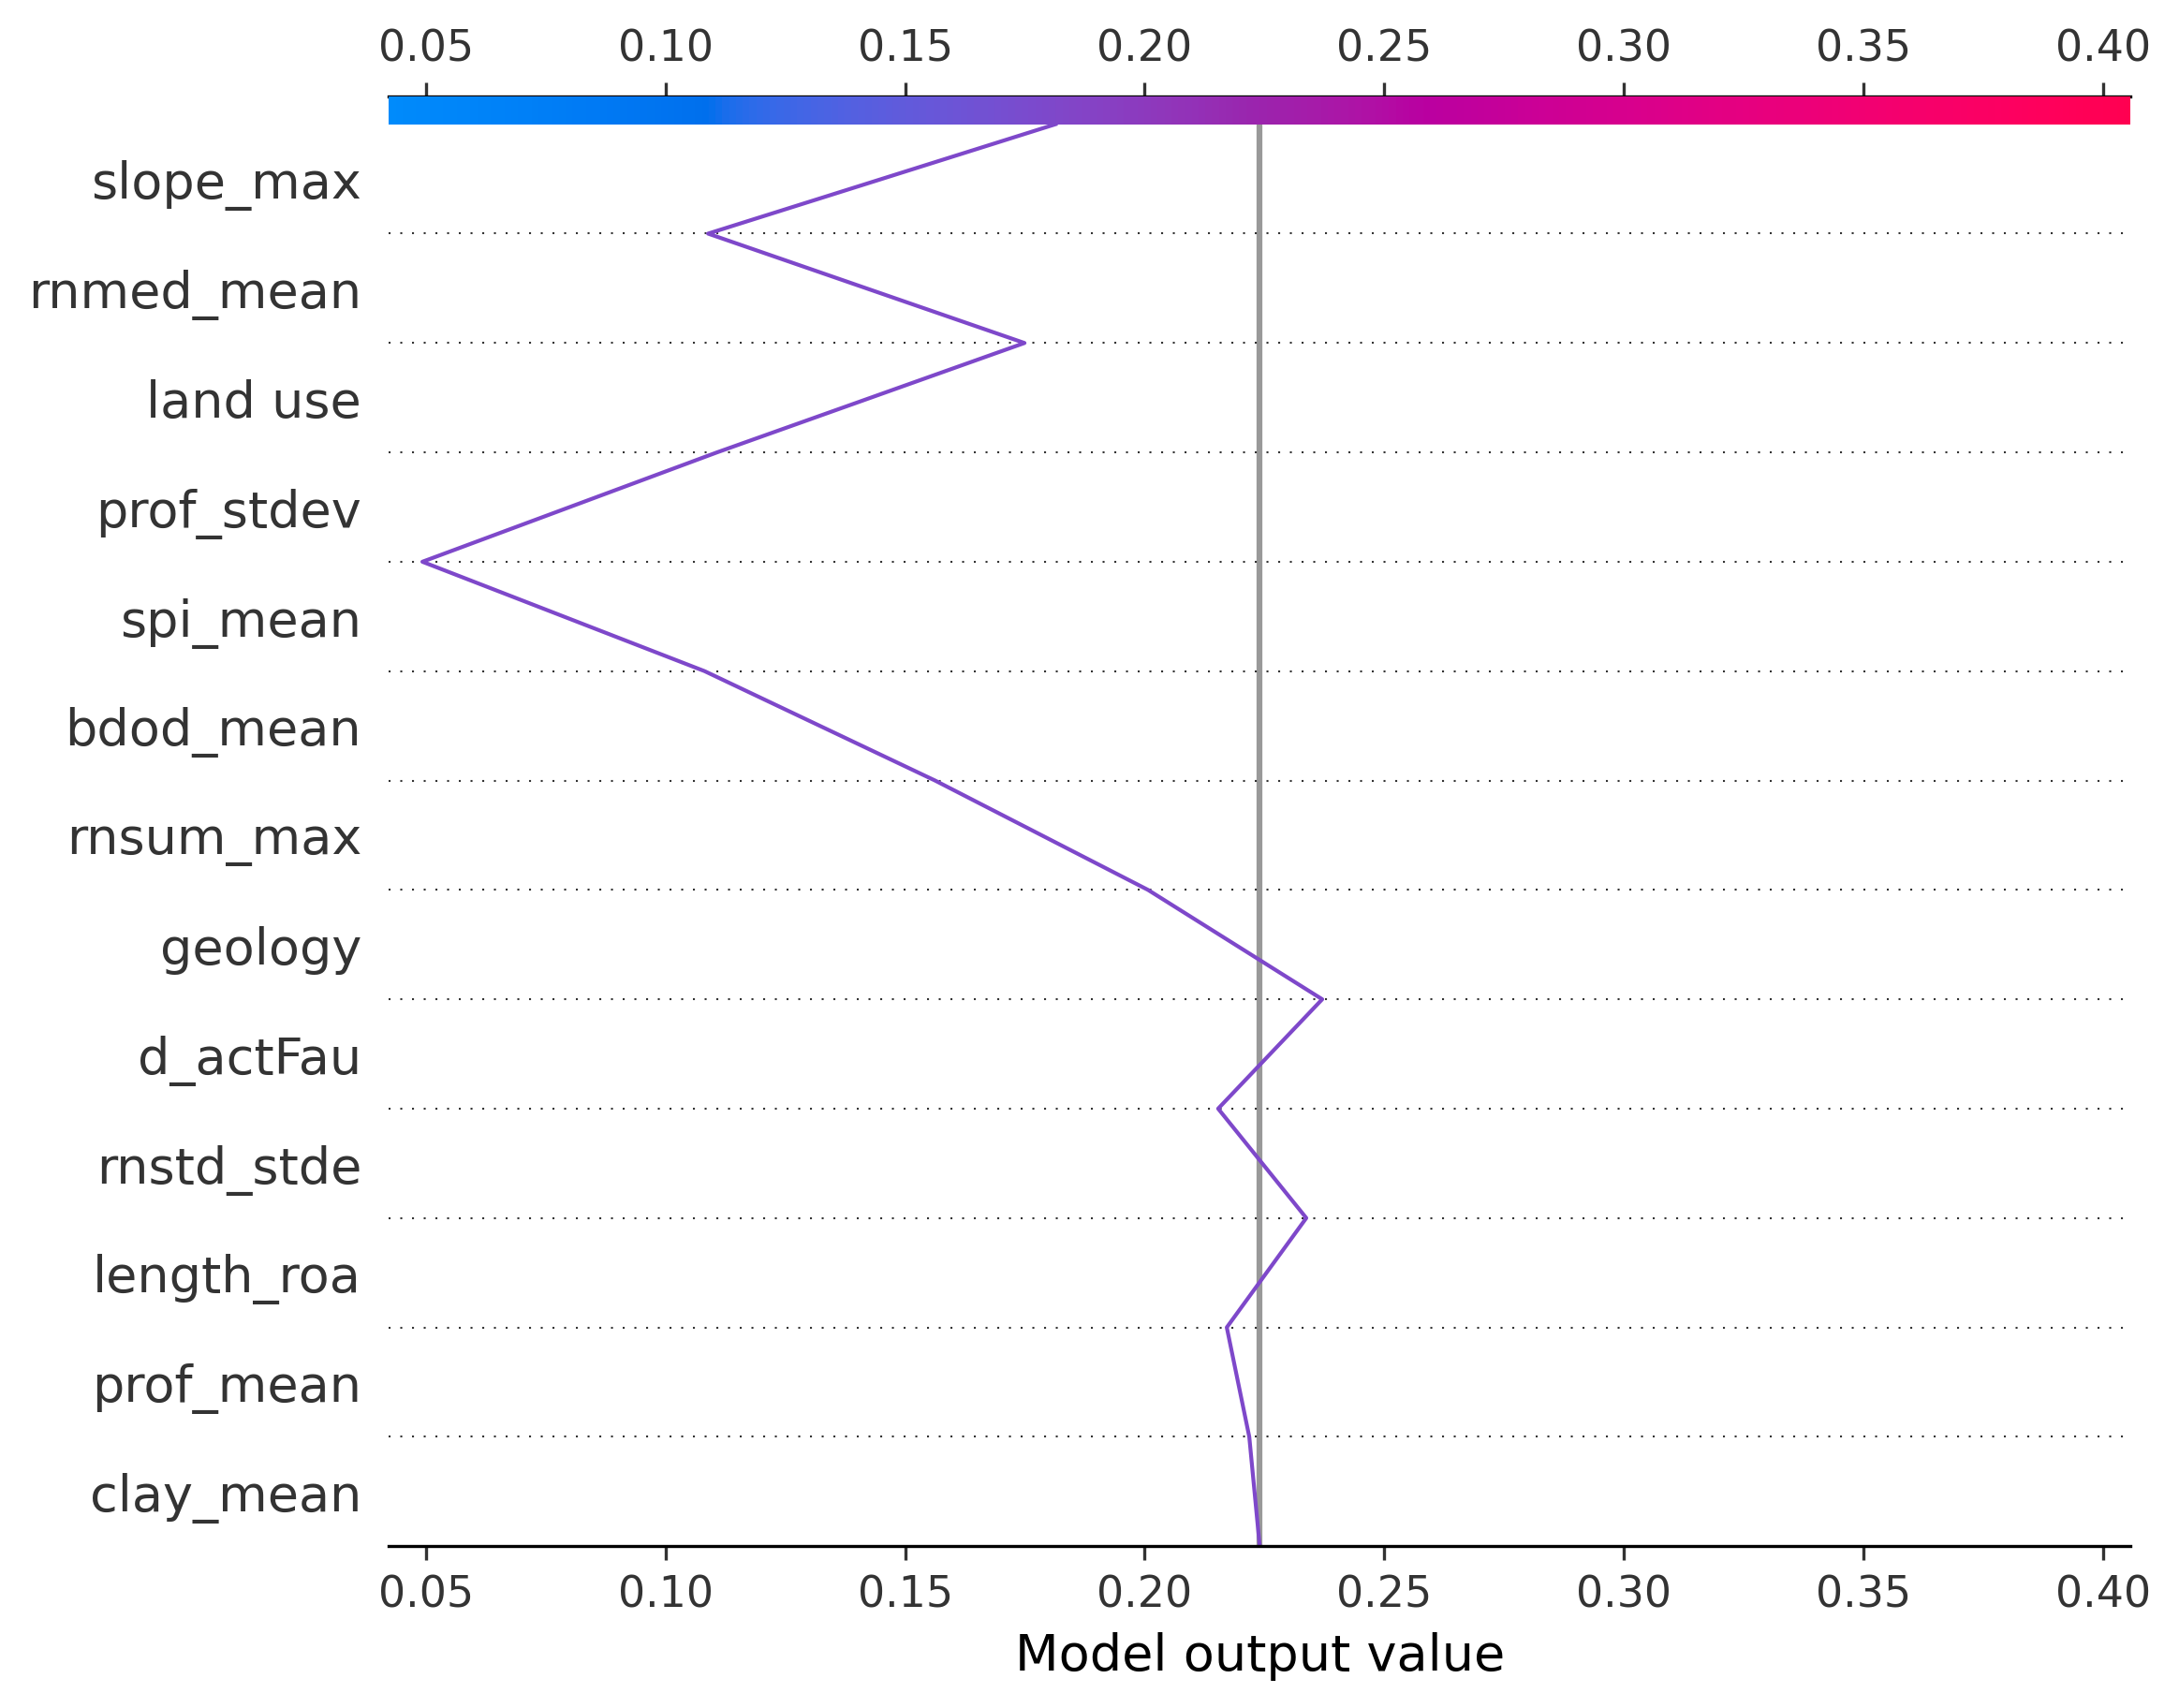 0.05 0.10 0.15 0.20 0.25 0.30 0.35 0.40
slope_max
rnmed_mean
land use
prof_stdev
spi_mean
bdod_mean
rnsum_max
geology
d_actFau
rnstd_stde
length_roa
prof_mean
clay_mean
0.05 0.10 0.15 0.20 0.25 0.30 0.35 0.40
Model output value